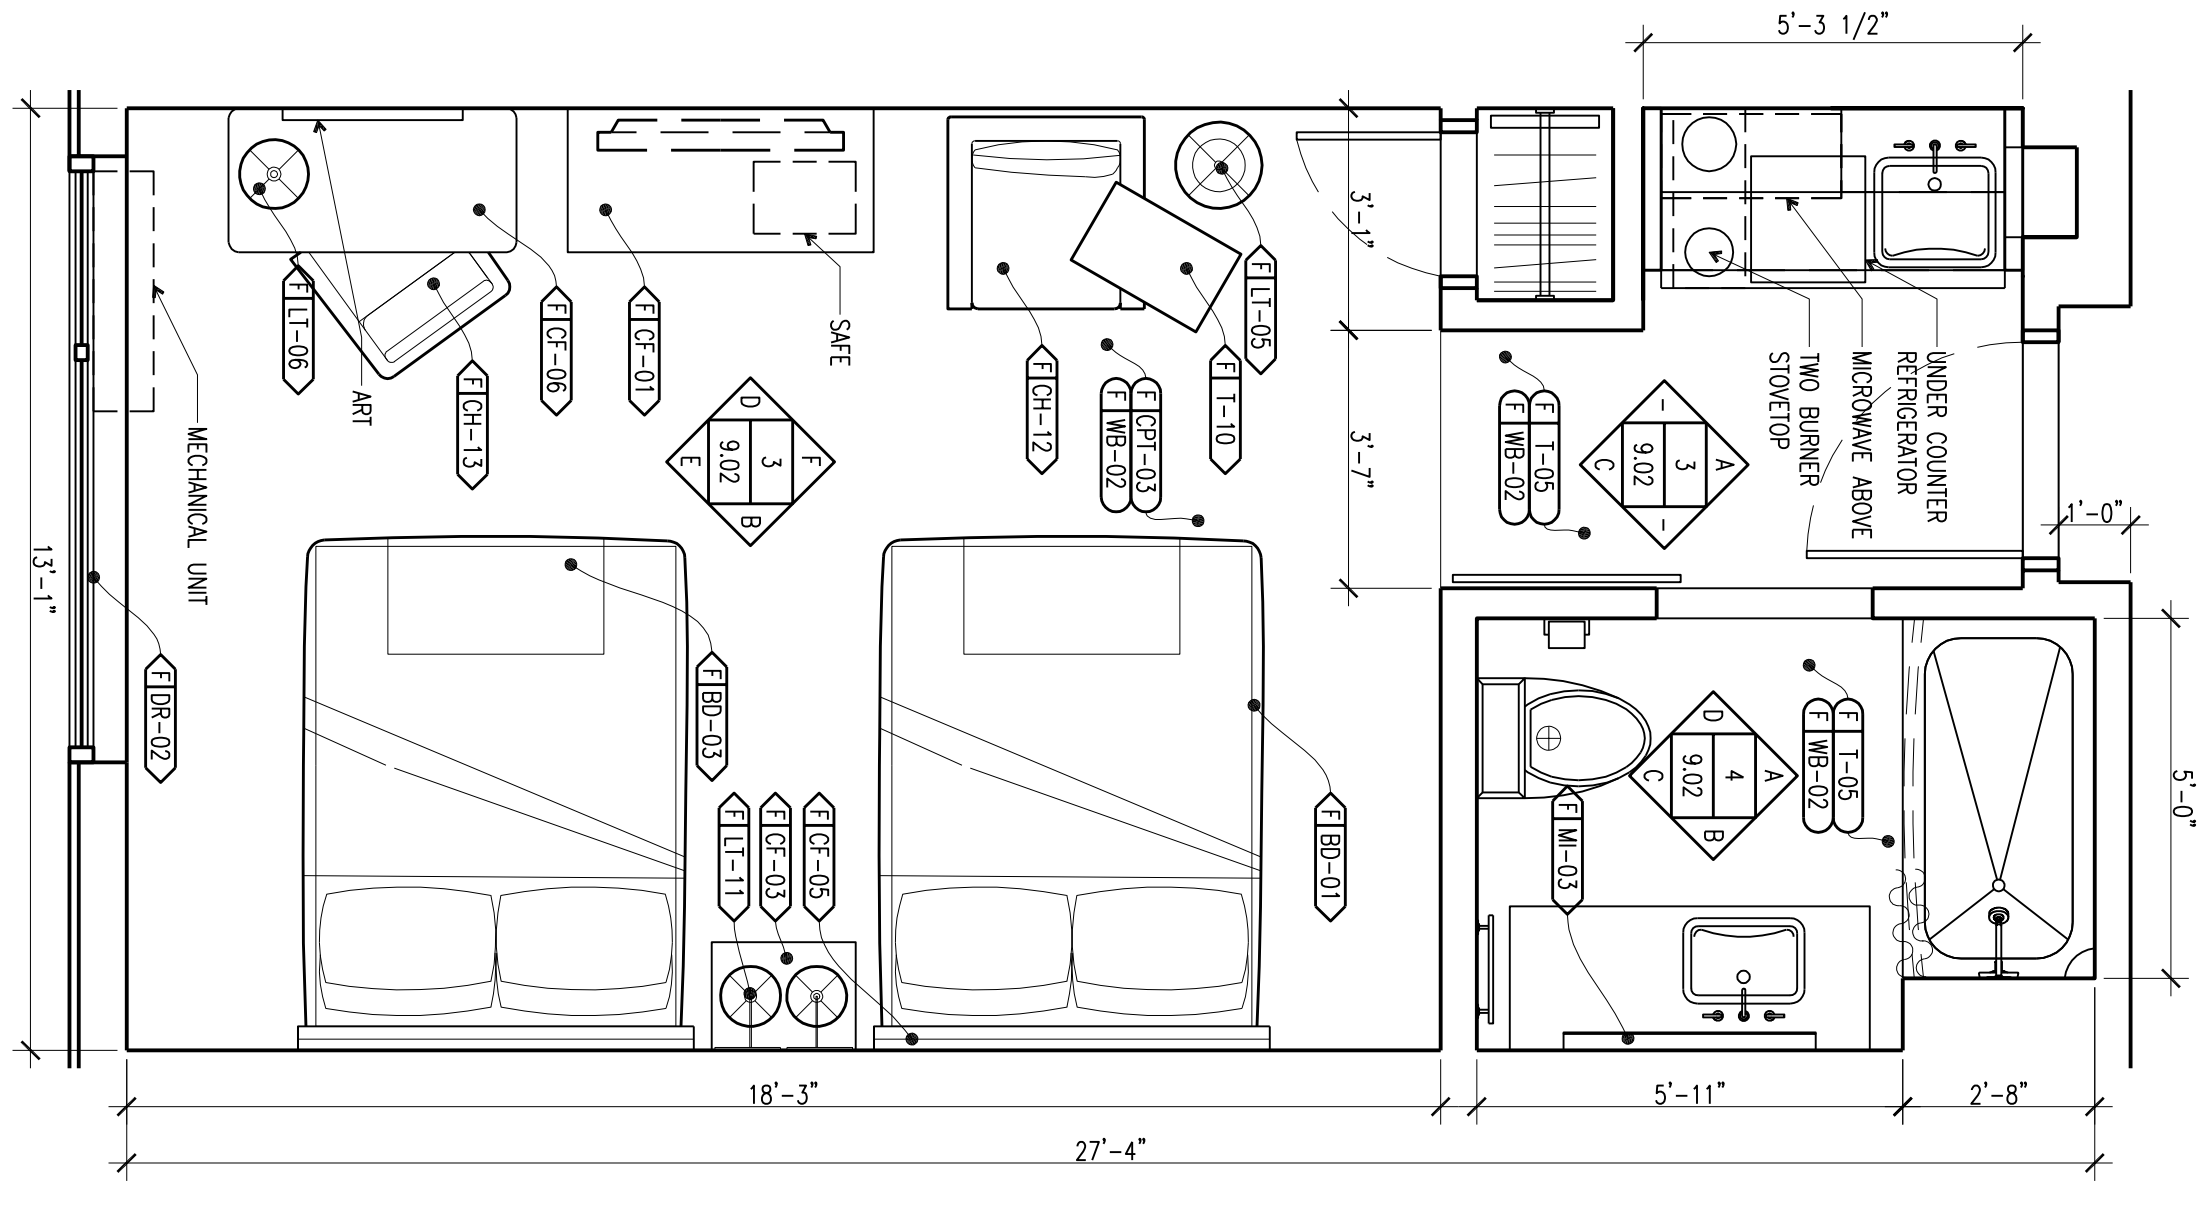 5'-3 1/2"
3'-1"
3'-7"
1'-0"
13'-1"
5'-0"
18'-3"
5'-11"
2'-8"
27'-4"
F LT-06
ART
F CH-13
F CF-06
F CF-01
SAFE
MECHANICAL UNIT
F DR-02
D
F
3
9.02
E
B
F CH-12
F CPT-03
F WB-02
F T-10
F LT-05
F T-05
F WB-02
-
A
3
9.02
C
-
TWO BURNER
STOVETOP
MICROWAVE ABOVE
UNDER COUNTER
REFRIGERATOR
F BD-03
F LT-11
F CF-03
F CF-05
F BD-01
F MI-03
D
A
4
9.02
C
B
F T-05
F WB-02